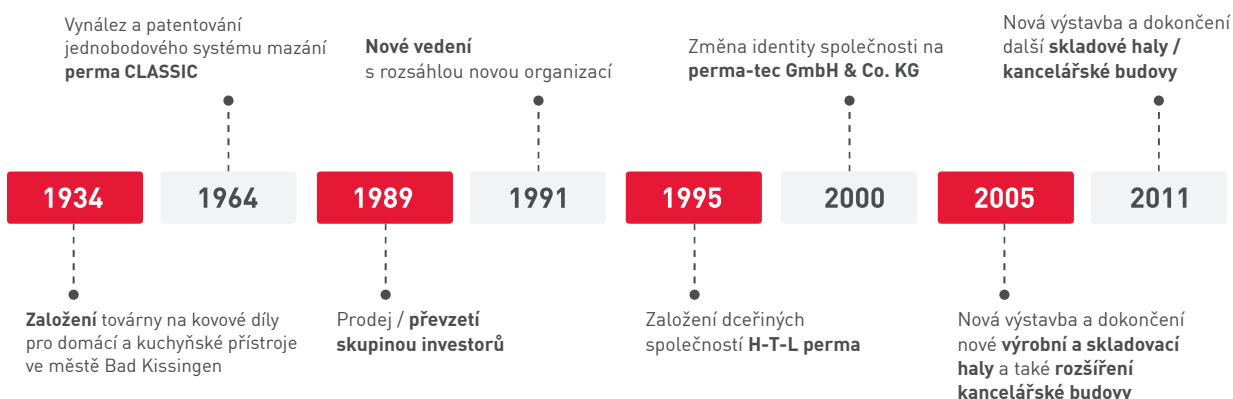 Vynález a patentování
jednobodového systému mazání
perma CLASSIC
Nové vedení
s rozsáhlou novou organizací
Změna identity společnosti na
perma-tec GmbH & Co. KG
Nová výstavba a dokončení
další skladové haly /
kancelářské budovy
1934
1964
1989
1991
1995
2000
2005
2011
Založení továrny na kovové díly
pro domácí a kuchyňské přístroje
ve městě Bad Kissingen
Prodej / převzetí
skupinou investorů
Založení dceřiných
společností H-T-L perma
Nová výstavba a dokončení
nové výrobní a skladovací
haly a také rozšíření
kancelářské budovy